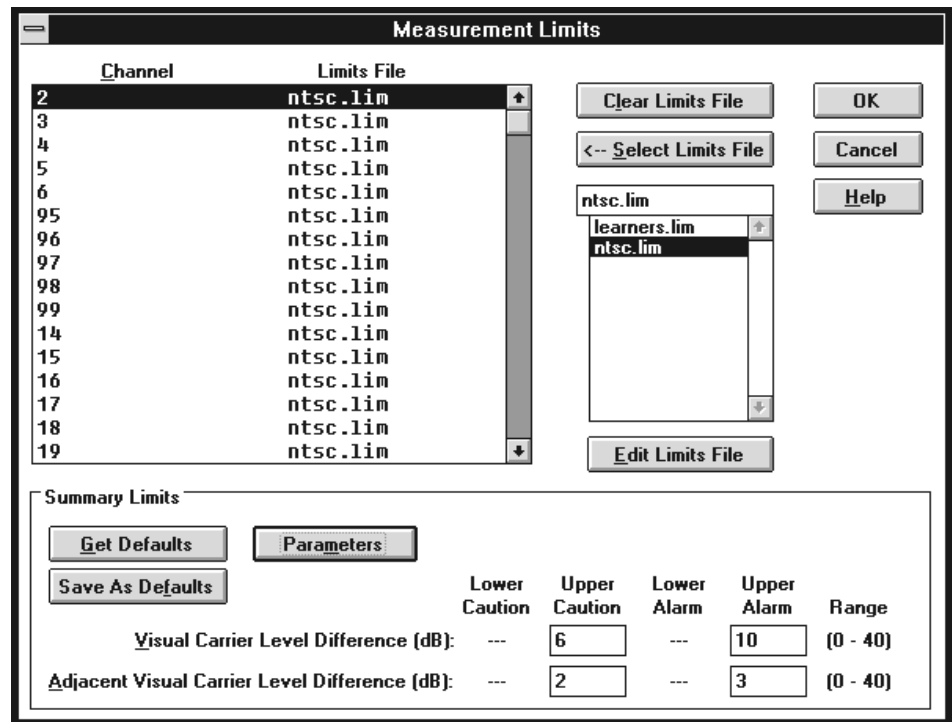 Measurement Limits
Channel Limits File
2 ntsc.lim
3 ntsc.lim
4 ntsc.lim
5 ntsc.lim
6 ntsc.lim
95 ntsc.lim
96 ntsc.lim
97 ntsc.lim
98 ntsc.lim
99 ntsc.lim
14 ntsc.lim
15 ntsc.lim
16 ntsc.lim
17 ntsc.lim
18 ntsc.lim
19 ntsc.lim
Clear Limits File
<-- Select Limits File
ntsc.lim
learners.lim
ntsc.lim
Edit Limits File
OK
Cancel
Help
Summary Limits
Get Defaults Parameters
Save As Defaults
Lower Caution Upper Caution Lower Alarm Upper Alarm Range
Visual Carrier Level Difference (dB): --- 6 --- 10 (0 - 40)
Adjacent Visual Carrier Level Difference (dB): --- 2 --- 3 (0 - 40)